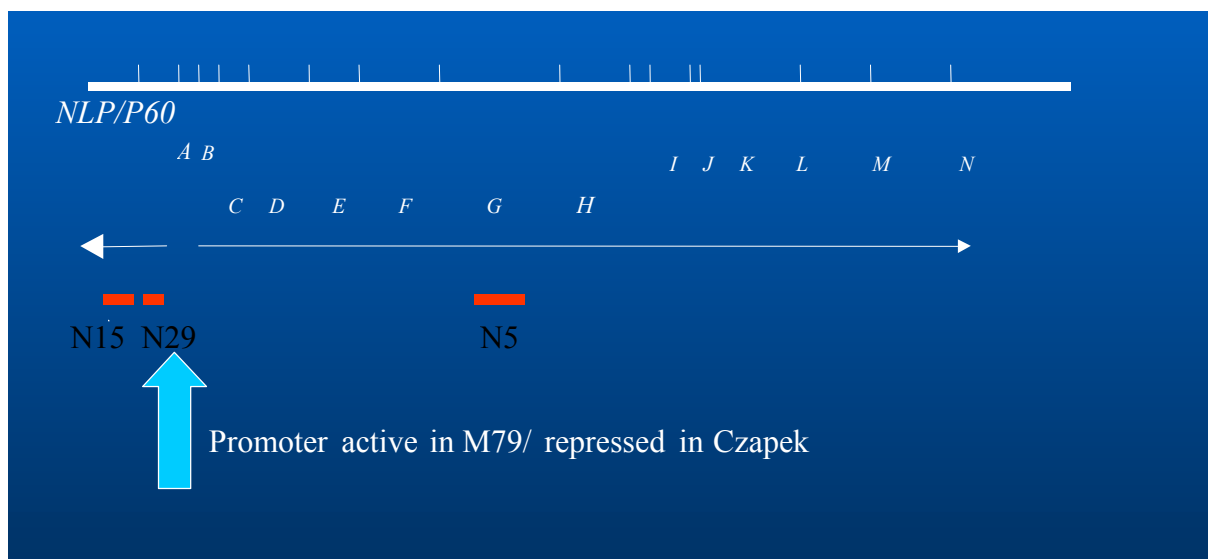 NLP/P60
A B
I J K L M N
C D E F G H
N15 N29 N5
Promoter active in M79/ repressed in Czapek